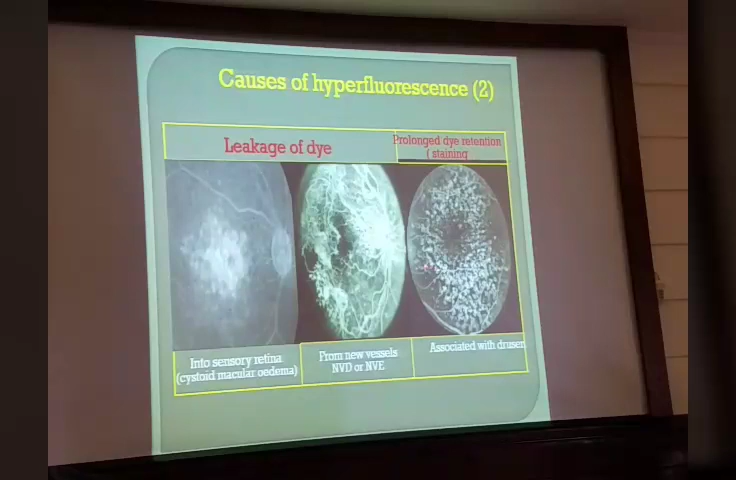 Causes of hyperfluorescence (2)
Leakage of dye
Prolonged dye retention
( staining
Into sensory retina
(cystoid macular oedema)
From new vessels
NVD or NVE
Associated with drusen